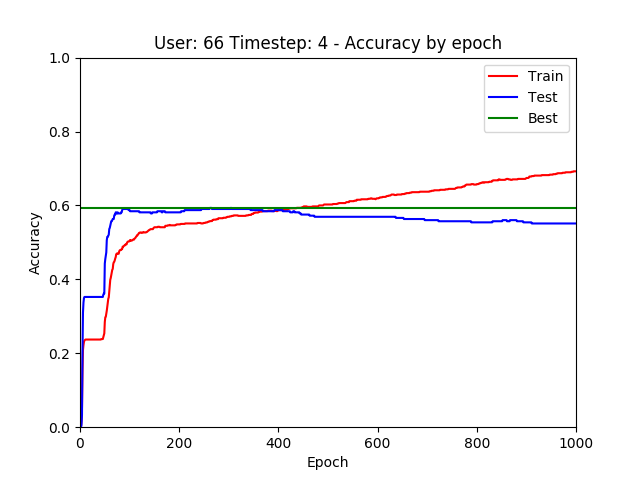 User: 66 Timestep: 4 - Accuracy by epoch
1.0
0.8
0.6
0.4
0.2
0.0
Accuracy
Train
Test
Best
0 200 400 600 800 1000
Epoch